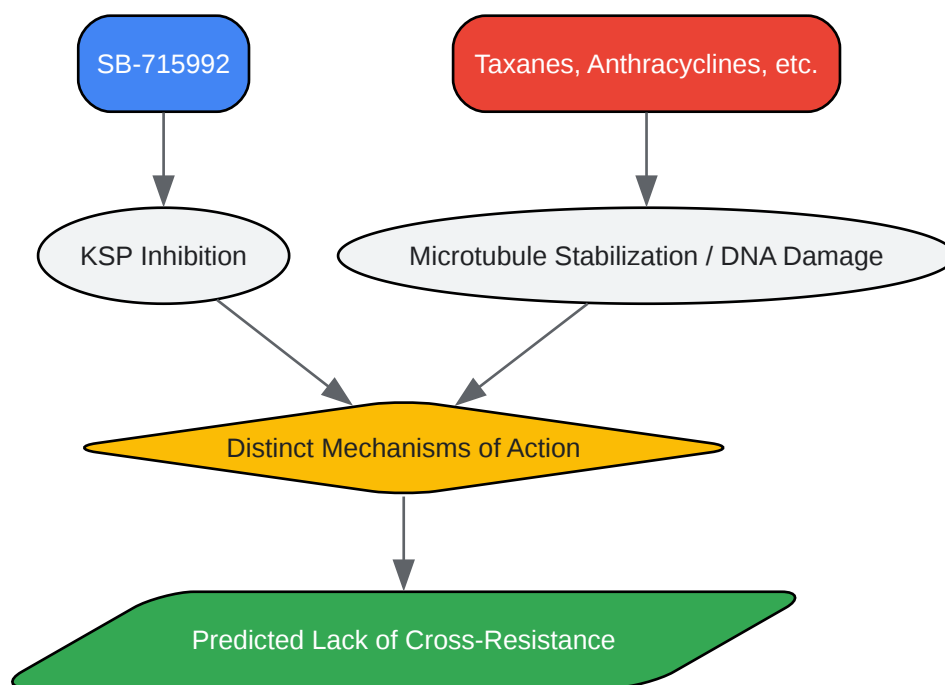 SB-715992
Taxanes, Anthracyclines, etc.
KSP Inhibition
Microtubule Stabilization / DNA Damage
Distinct Mechanisms of Action
Predicted Lack of Cross-Resistance